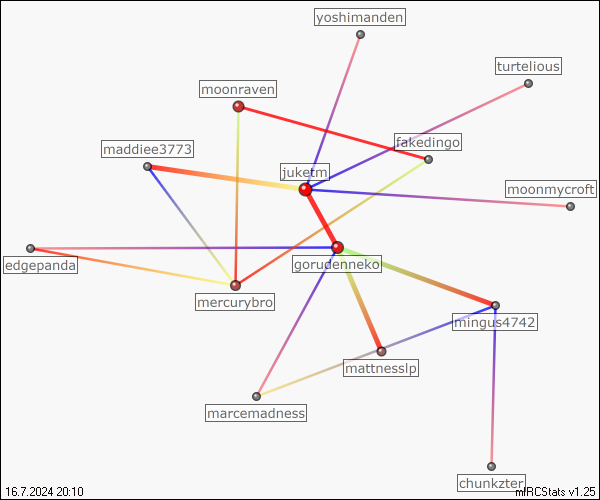 yoshimanden
turtelious
moonraven
fakedingo
maddiee3773
juketm
moonmycroft
edgepanda
gorudenneko
mercurybro
mingus4742
mattnesslp
marcemadness
chunkzter
16.7.2024 20:10
mIRCStats v1.25